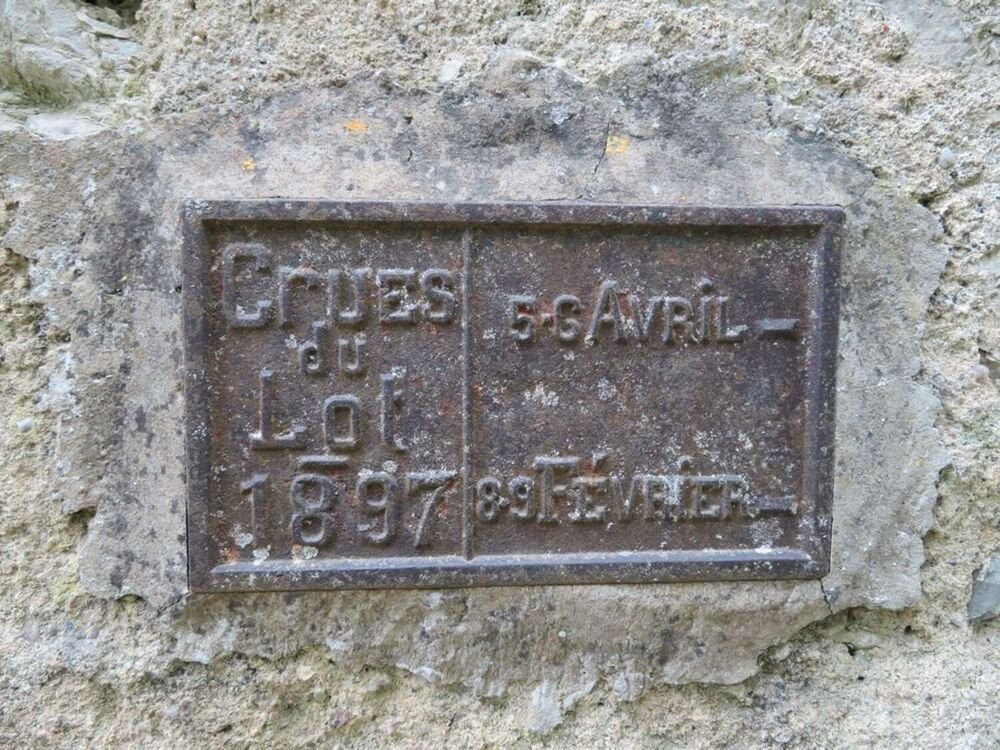 Crues
du
Lot
1897
5-6 Avril –
8-9 Février –